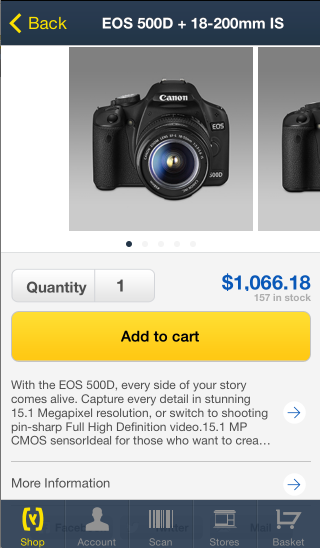 Back
EOS 500D + 18-200mm IS
Canon
EOS
500D
Quantity
1
$1,066.18
157 in stock
Add to cart
With the EOS 500D, every side of your story
comes alive. Capture every detail in stunning
15.1 Megapixel resolution, or switch to shooting
pin-sharp Full High Definition video.15.1 MP
CMOS sensorIdeal for those who want to crea…
More Information
Shop
Account
Scan
Stores
Basket